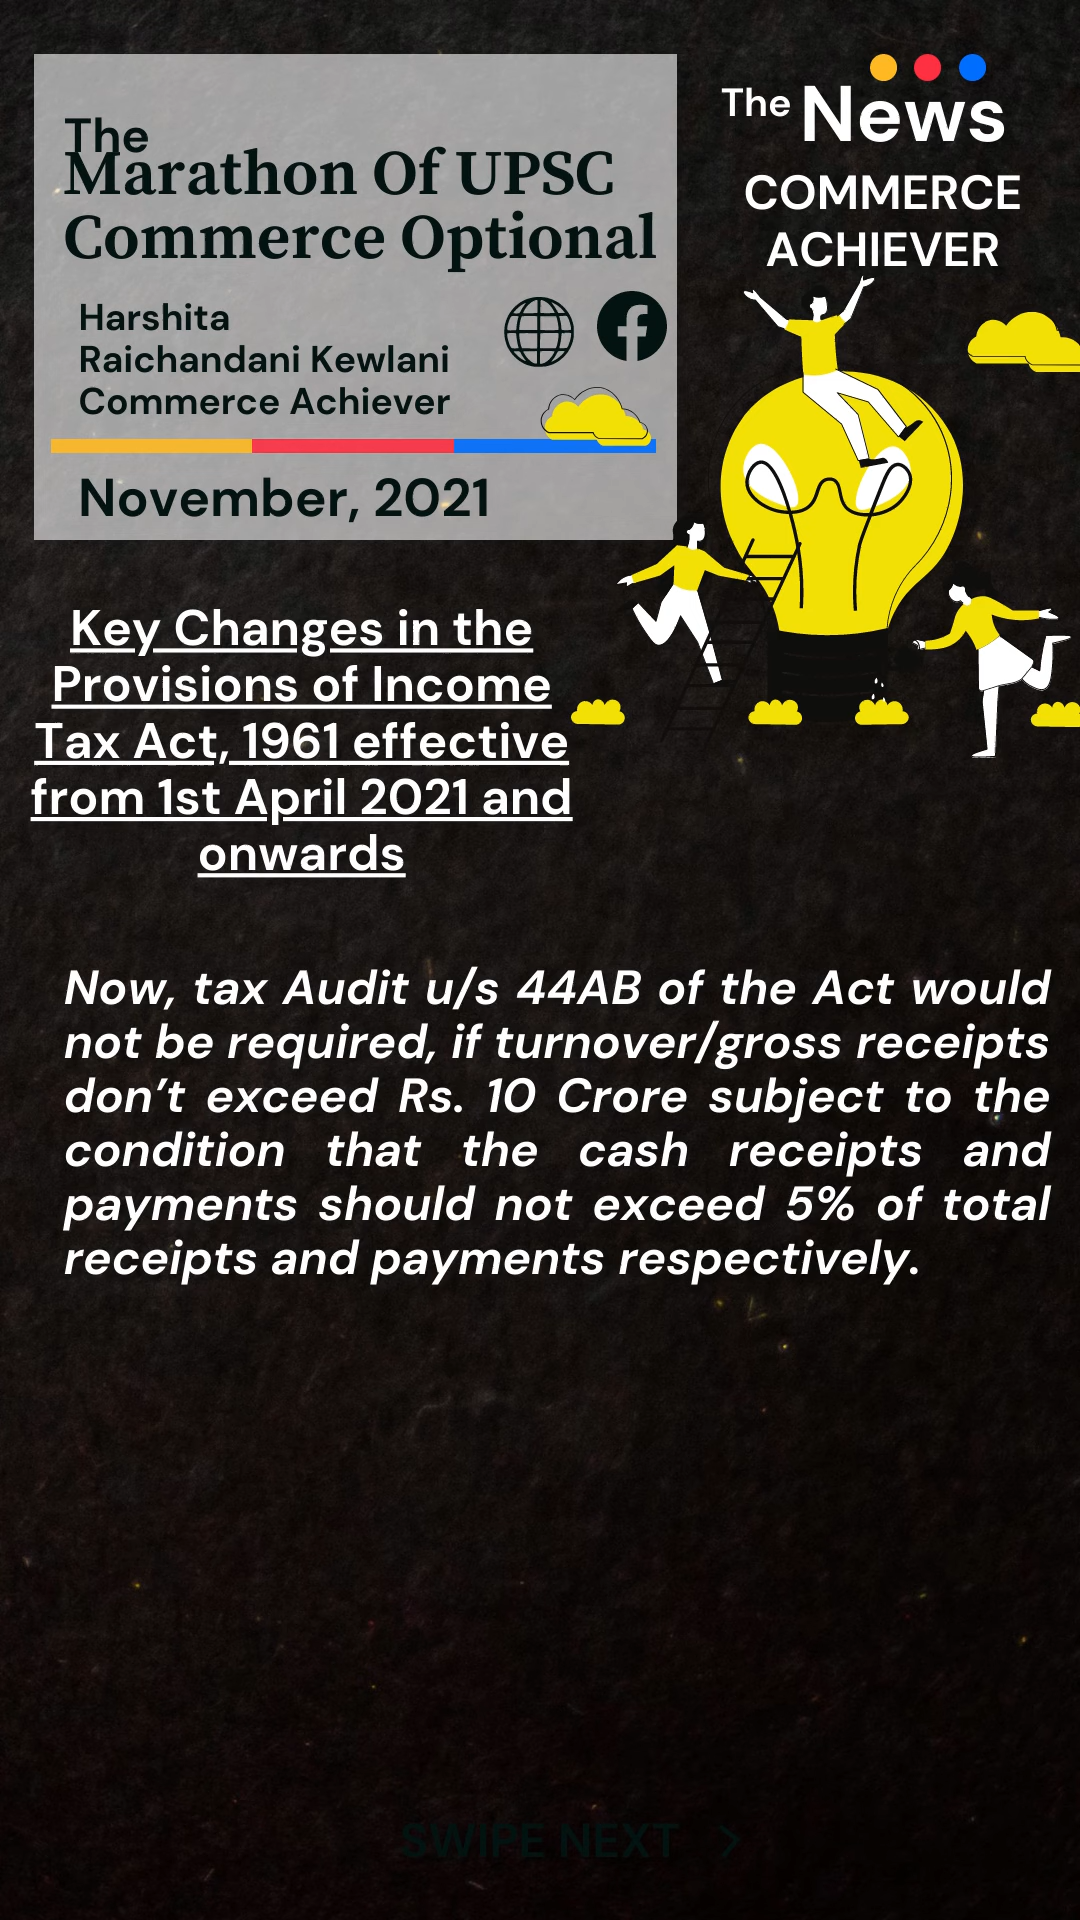 The
Marathon Of UPSC
Commerce Optional
Harshita
Raichandani Kewlani
Commerce Achiever
November, 2021
The News
COMMERCE
ACHIEVER
Key Changes in the
Provisions of Income
Tax Act, 1961 effective
from 1st April 2021 and
onwards
Now, tax Audit u/s 44AB of the Act would
not be required, if turnover/gross receipts
don’t exceed Rs. 10 Crore subject to the
condition that the cash receipts and
payments should not exceed 5% of total
receipts and payments respectively.
SWIPE NEXT